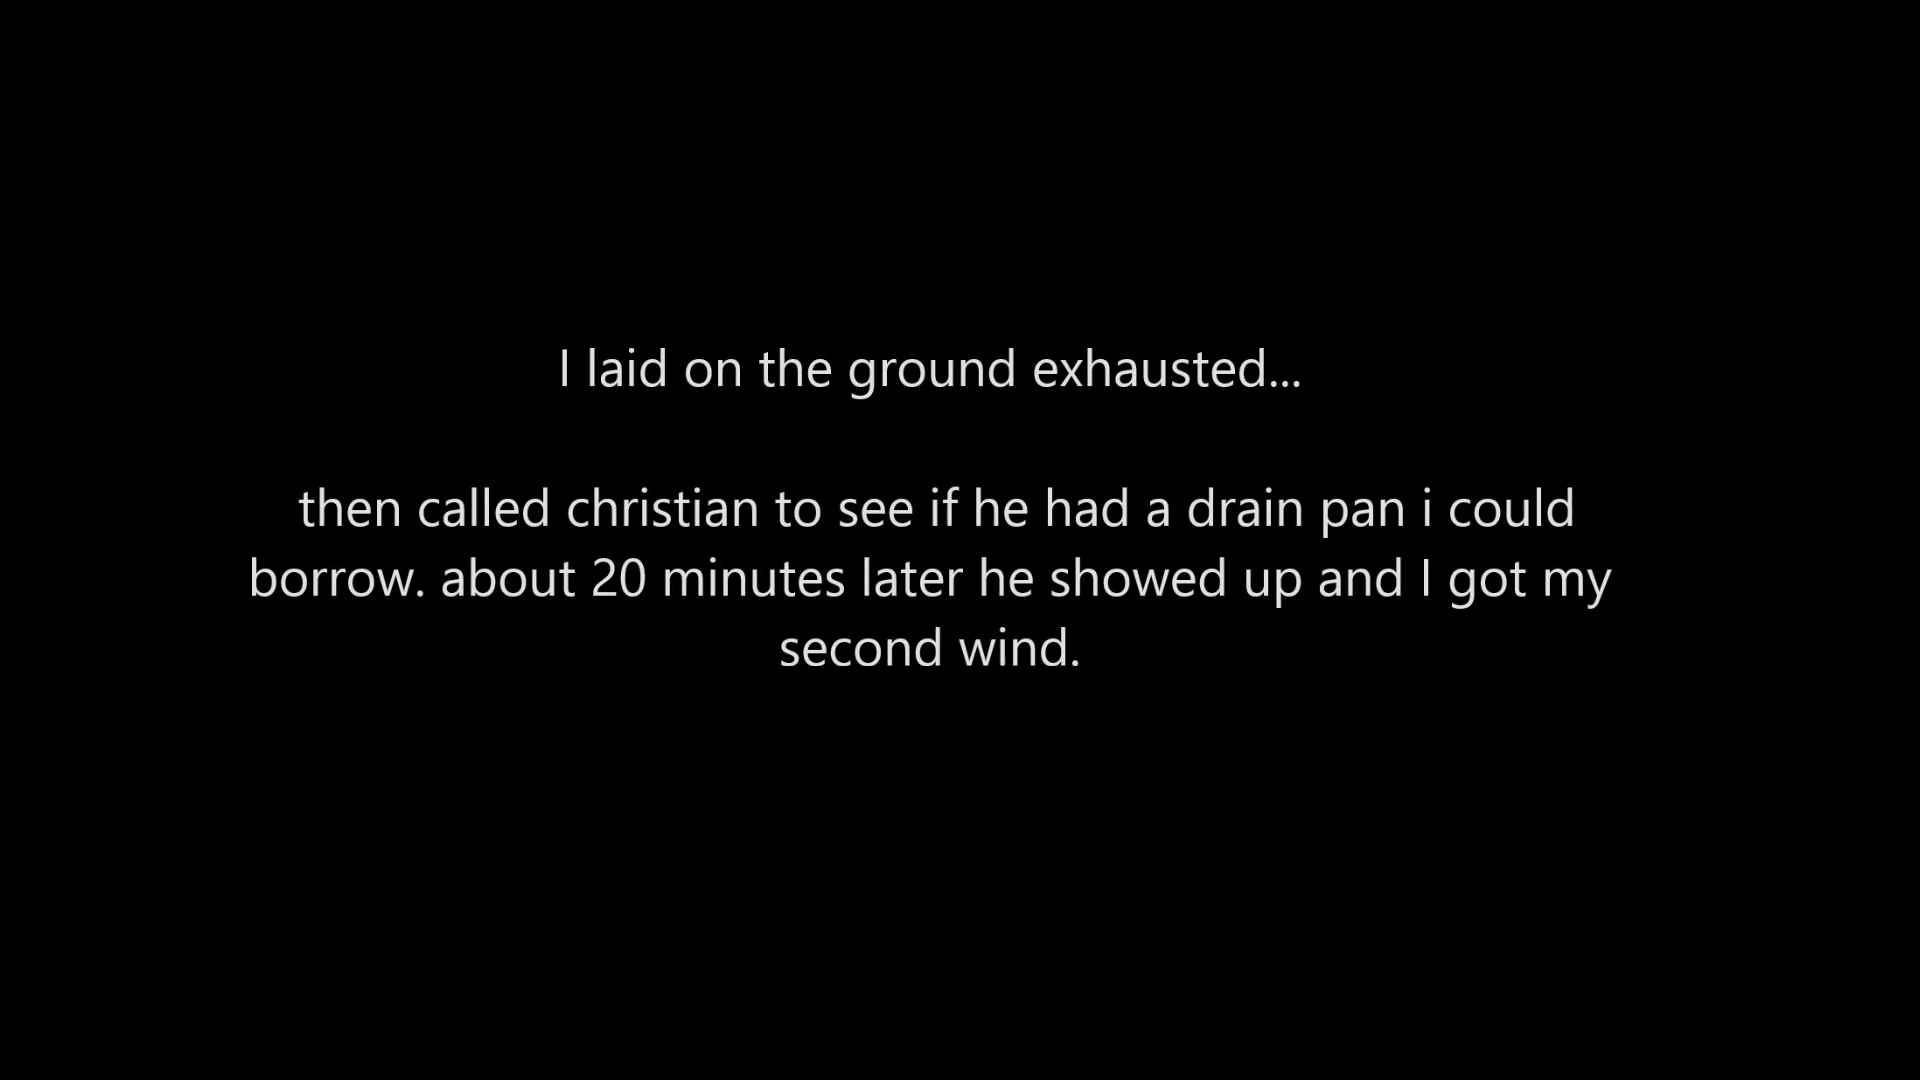 I laid on the ground exhausted...
then called christian to see if he had a drain pan i could
borrow. about 20 minutes later he showed up and I got my
second wind.